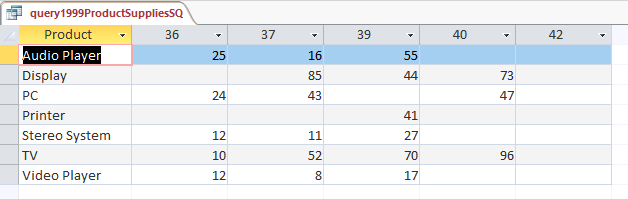 query1999ProductSuppliesSQ
Product 36 37 39 40 42
Audio Player 25 16 55
Display 85 44 73
PC 24 43 47
Printer 41
Stereo System 12 11 27
TV 10 52 70 96
Video Player 12 8 17